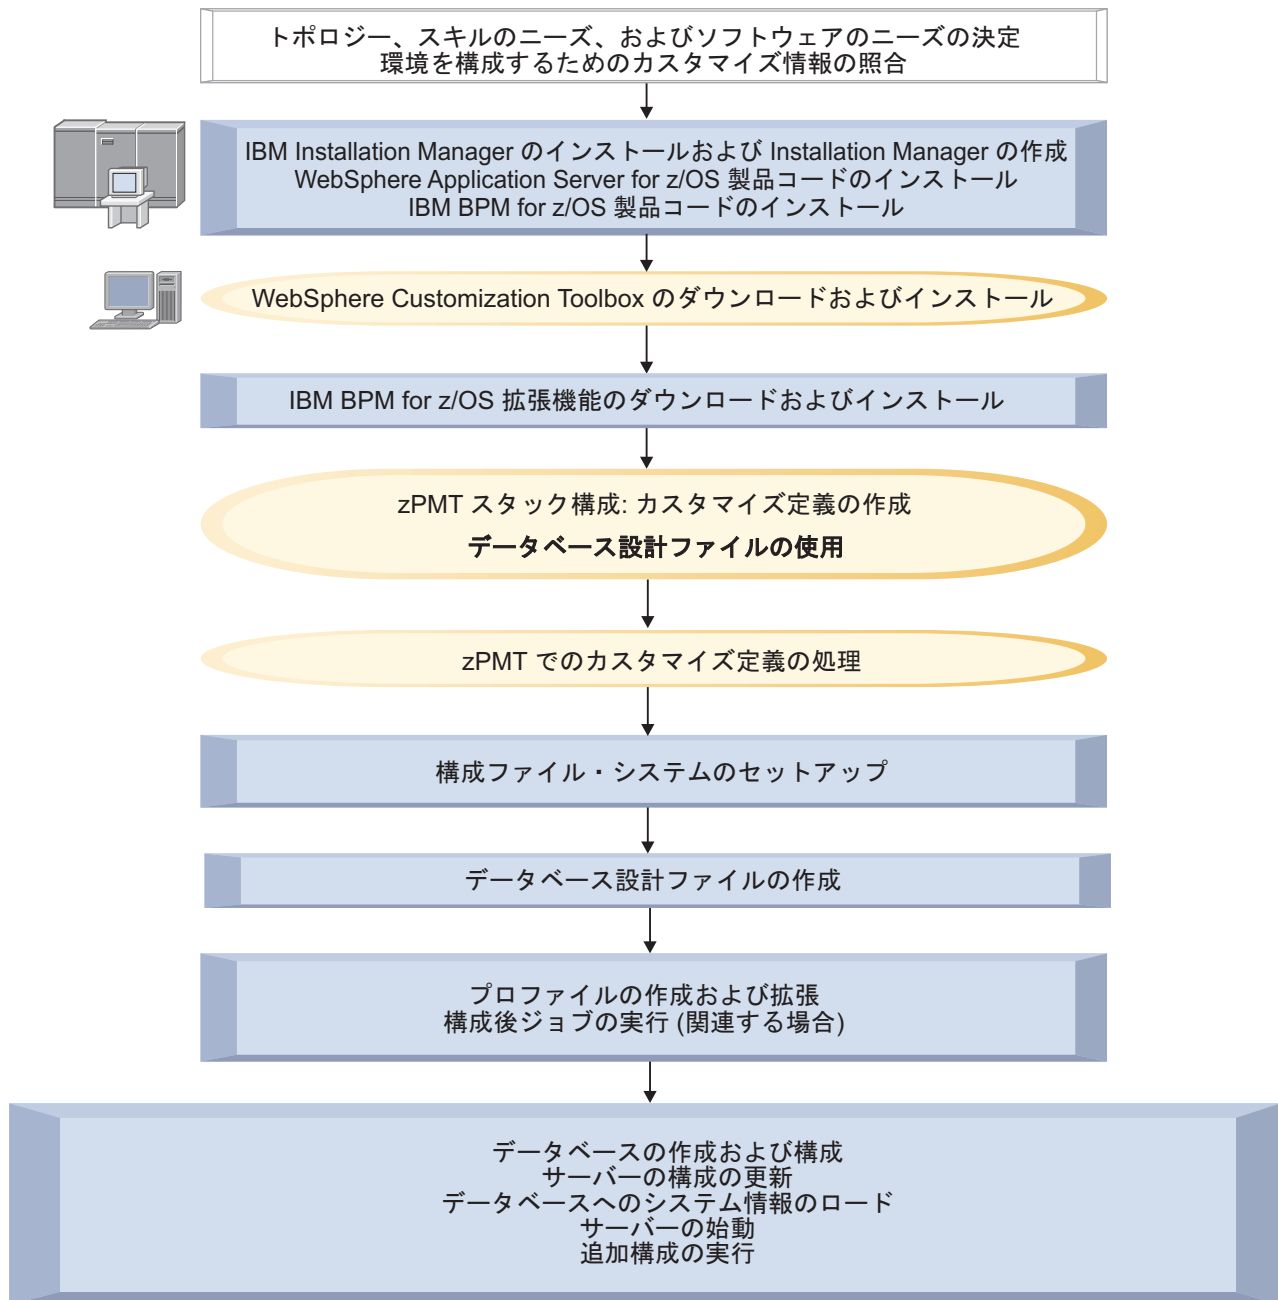 トポロジー、スキルのニーズ、およびソフトウェアのニーズの決定
環境を構成するためのカスタマイズ情報の照合
IBM Installation Manager のインストールおよび Installation Manager の作成
WebSphere Application Server for z/OS 製品コードのインストール
IBM BPM for z/OS 製品コードのインストール
WebSphere Customization Toolbox のダウンロードおよびインストール
IBM BPM for z/OS 拡張機能のダウンロードおよびインストール
zPMT スタック構成: カスタマイズ定義の作成
データベース設計ファイルの使用
zPMT でのカスタマイズ定義の処理
構成ファイル・システムのセットアップ
データベース設計ファイルの作成
プロファイルの作成および拡張
構成後ジョブの実行 (関連する場合)
データベースの作成および構成
サーバーの構成の更新
データベースへのシステム情報のロード
サーバーの始動
追加構成の実行